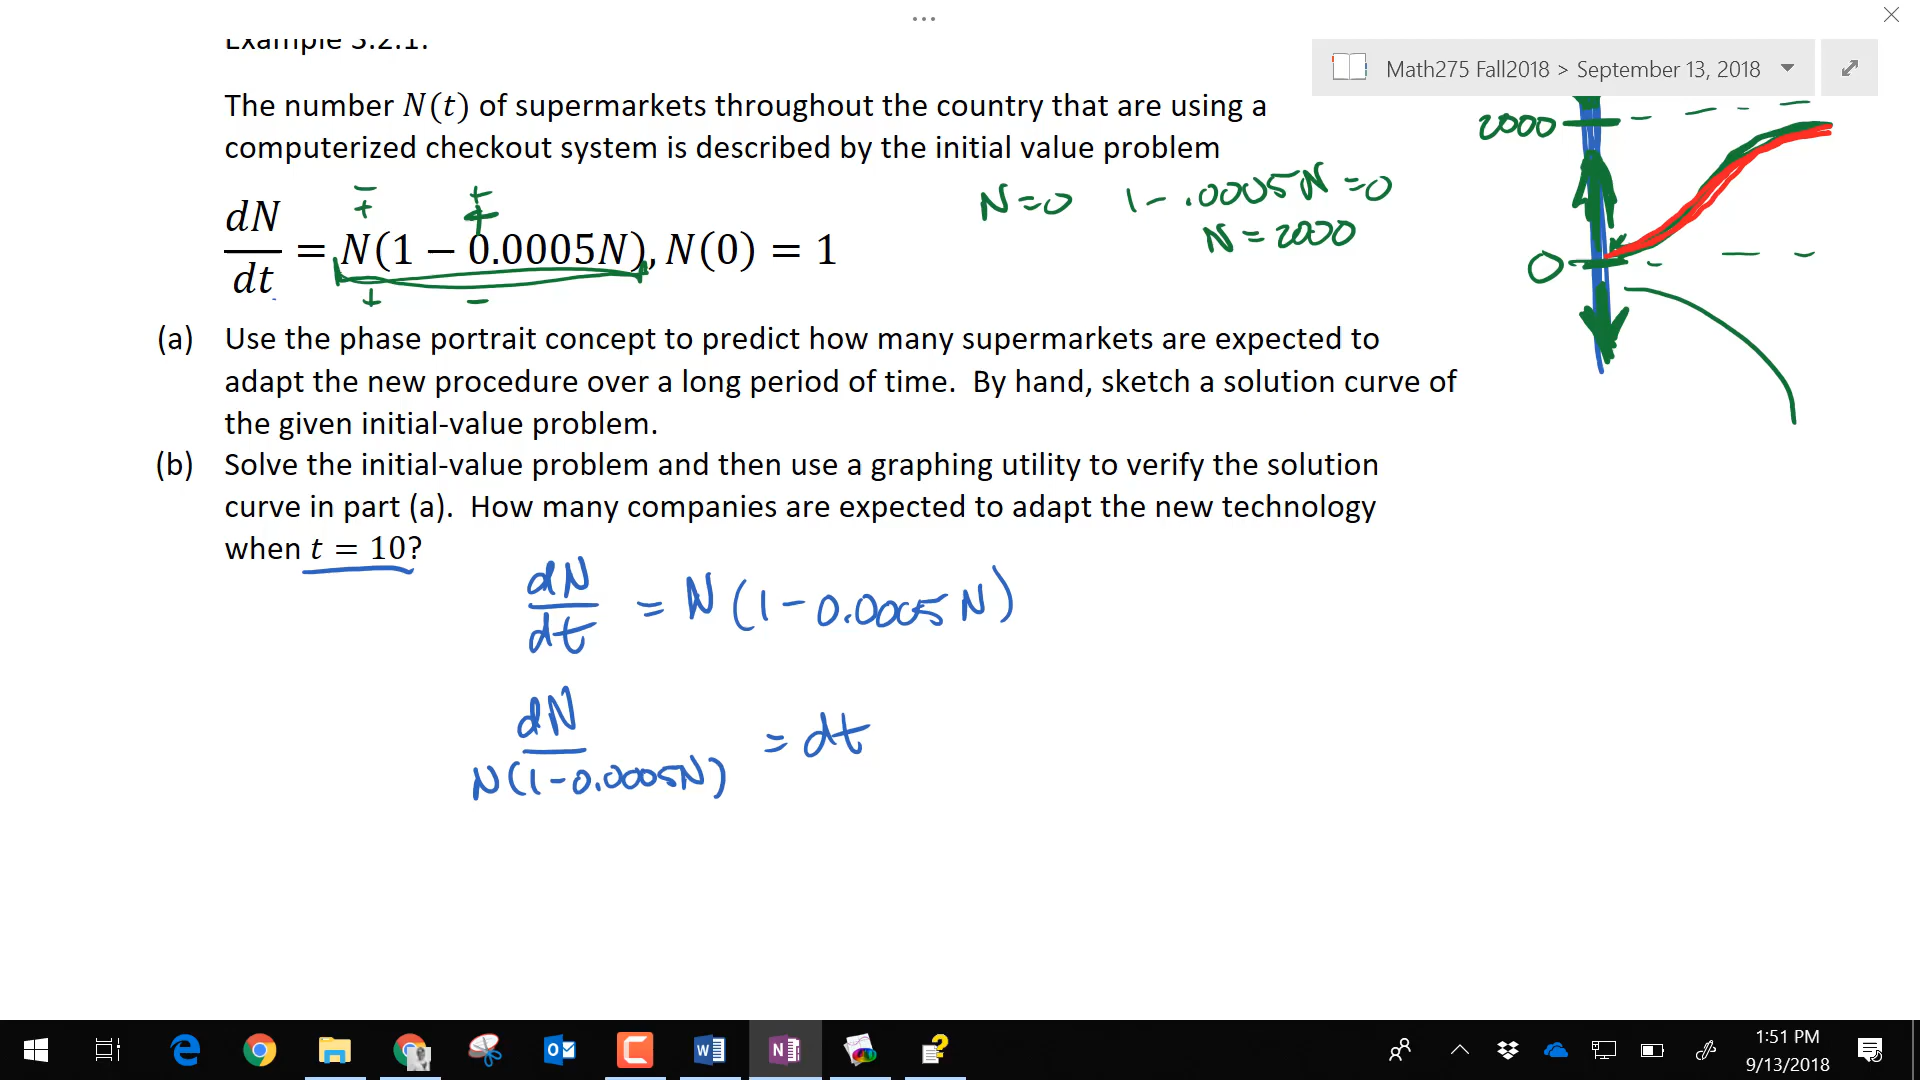 Example 3.2.1:
Math275 Fall2018 > September 13, 2018
The number N(t) of supermarkets throughout the country that are using a
computerized checkout system is described by the initial value problem
dN/dt = N(1 − 0.0005N), N(0) = 1
− +
+ +
+ −
N=0 1 − .0005N =0
N = 2000
2000
0
(a) Use the phase portrait concept to predict how many supermarkets are expected to
adapt the new procedure over a long period of time. By hand, sketch a solution curve of
the given initial-value problem.
(b) Solve the initial-value problem and then use a graphing utility to verify the solution
curve in part (a). How many companies are expected to adapt the new technology
when t = 10?
dN/dt = N(1 − 0.0005N)
dN/N(1−0.0005N) = dt
1:51 PM
9/13/2018